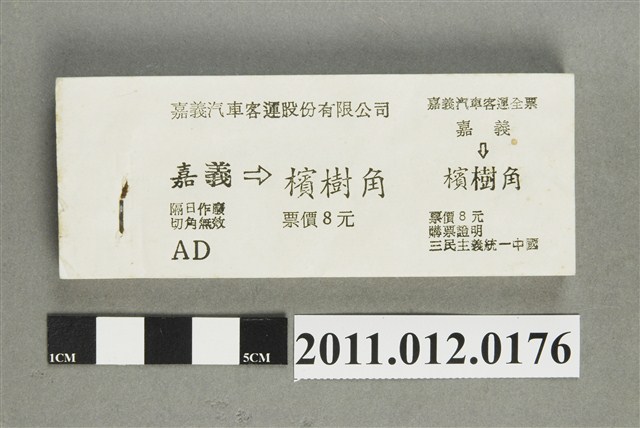 嘉義汽車客運股份有限公司
嘉義⇨檳樹角
隔日作廢
切角無效
票價8元
AD
嘉義汽車客運全票
嘉義
⇩
檳樹角
票價8元
購票證明
三民主義統一中國
1CM 5CM
2011.012.0176